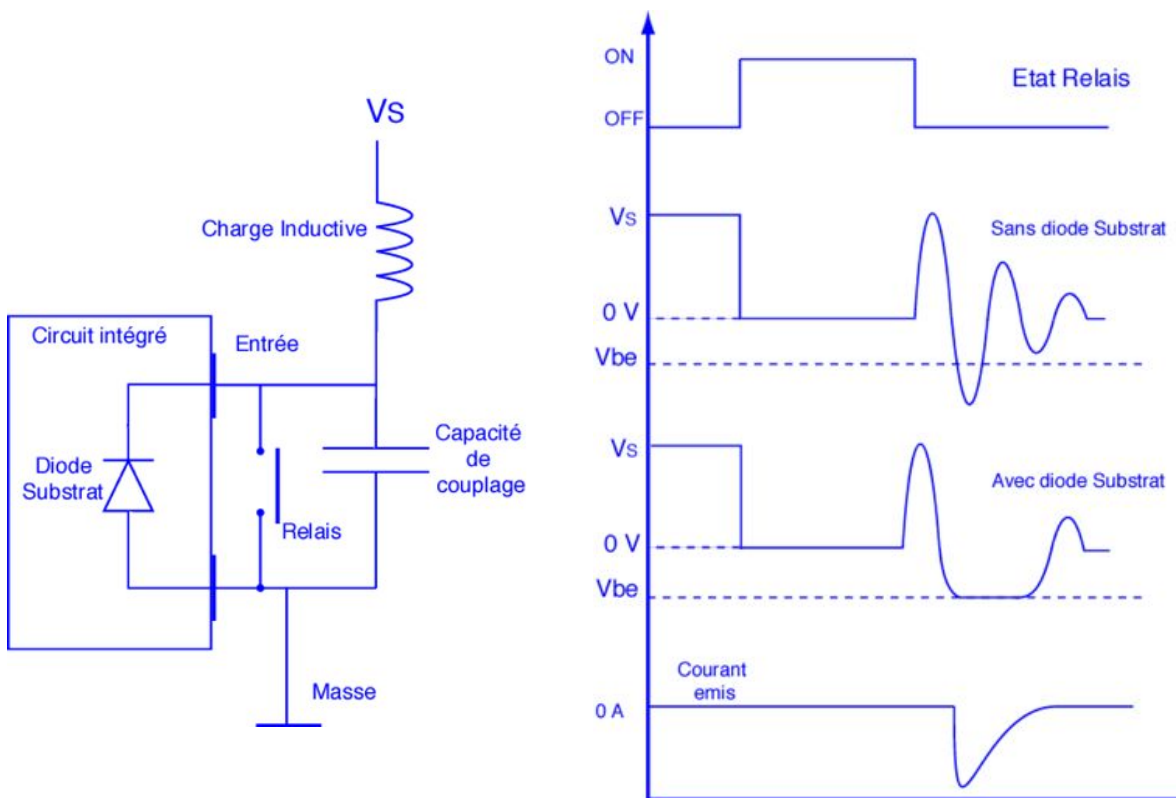 Vs
Charge Inductive
Circuit intégré
Entrée
Diode
Substrat
Capacité
de
couplage
Relais
Masse
ON
Etat Relais
OFF
Vs
Sans diode Substrat
0 V
Vbe
Vs
Avec diode Substrat
0 V
Vbe
Courant
emis
0 A